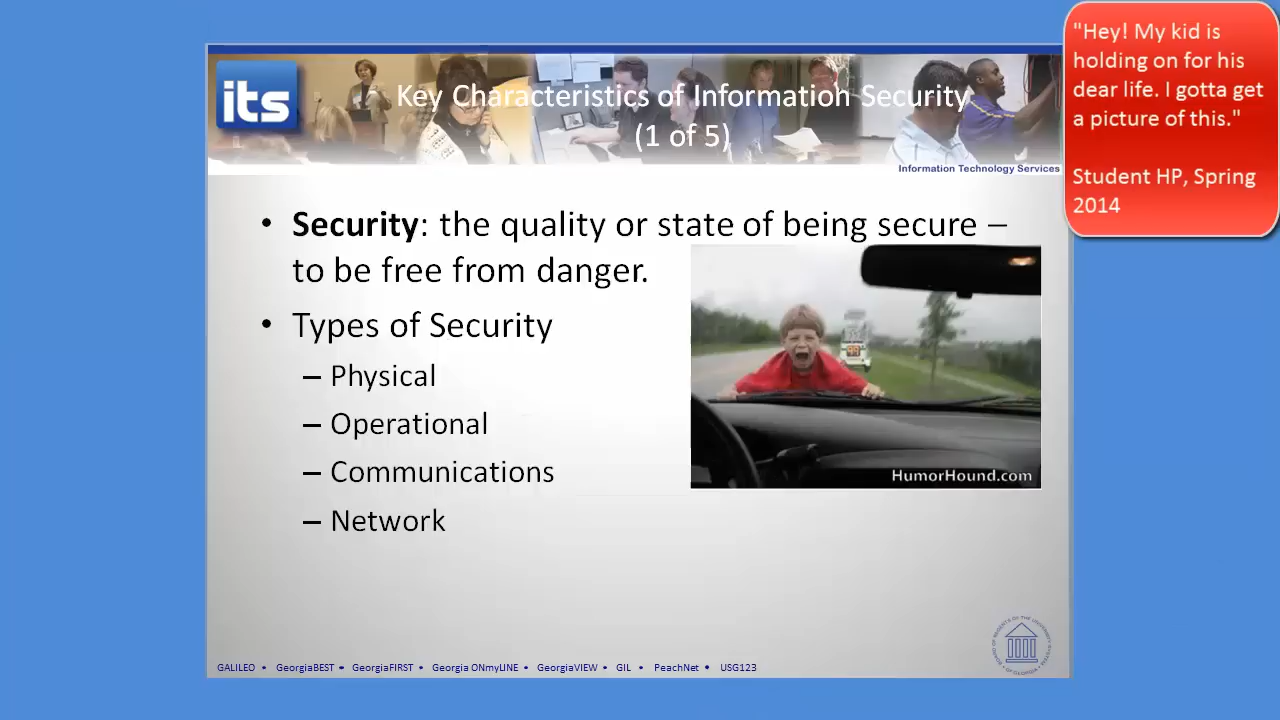 its
Key Characteristics of Information Security
(1 of 5)
Information Technology Services
"Hey! My kid is
holding on for his
dear life. I gotta get
a picture of this."
Student HP, Spring
2014
• Security: the quality or state of being secure –
to be free from danger.
• Types of Security
– Physical
– Operational
– Communications
– Network
HumorHound.com
GALILEO • GeorgiaBEST • GeorgiaFIRST • Georgia ONmyLINE • GeorgiaVIEW • GIL • PeachNet • USG123